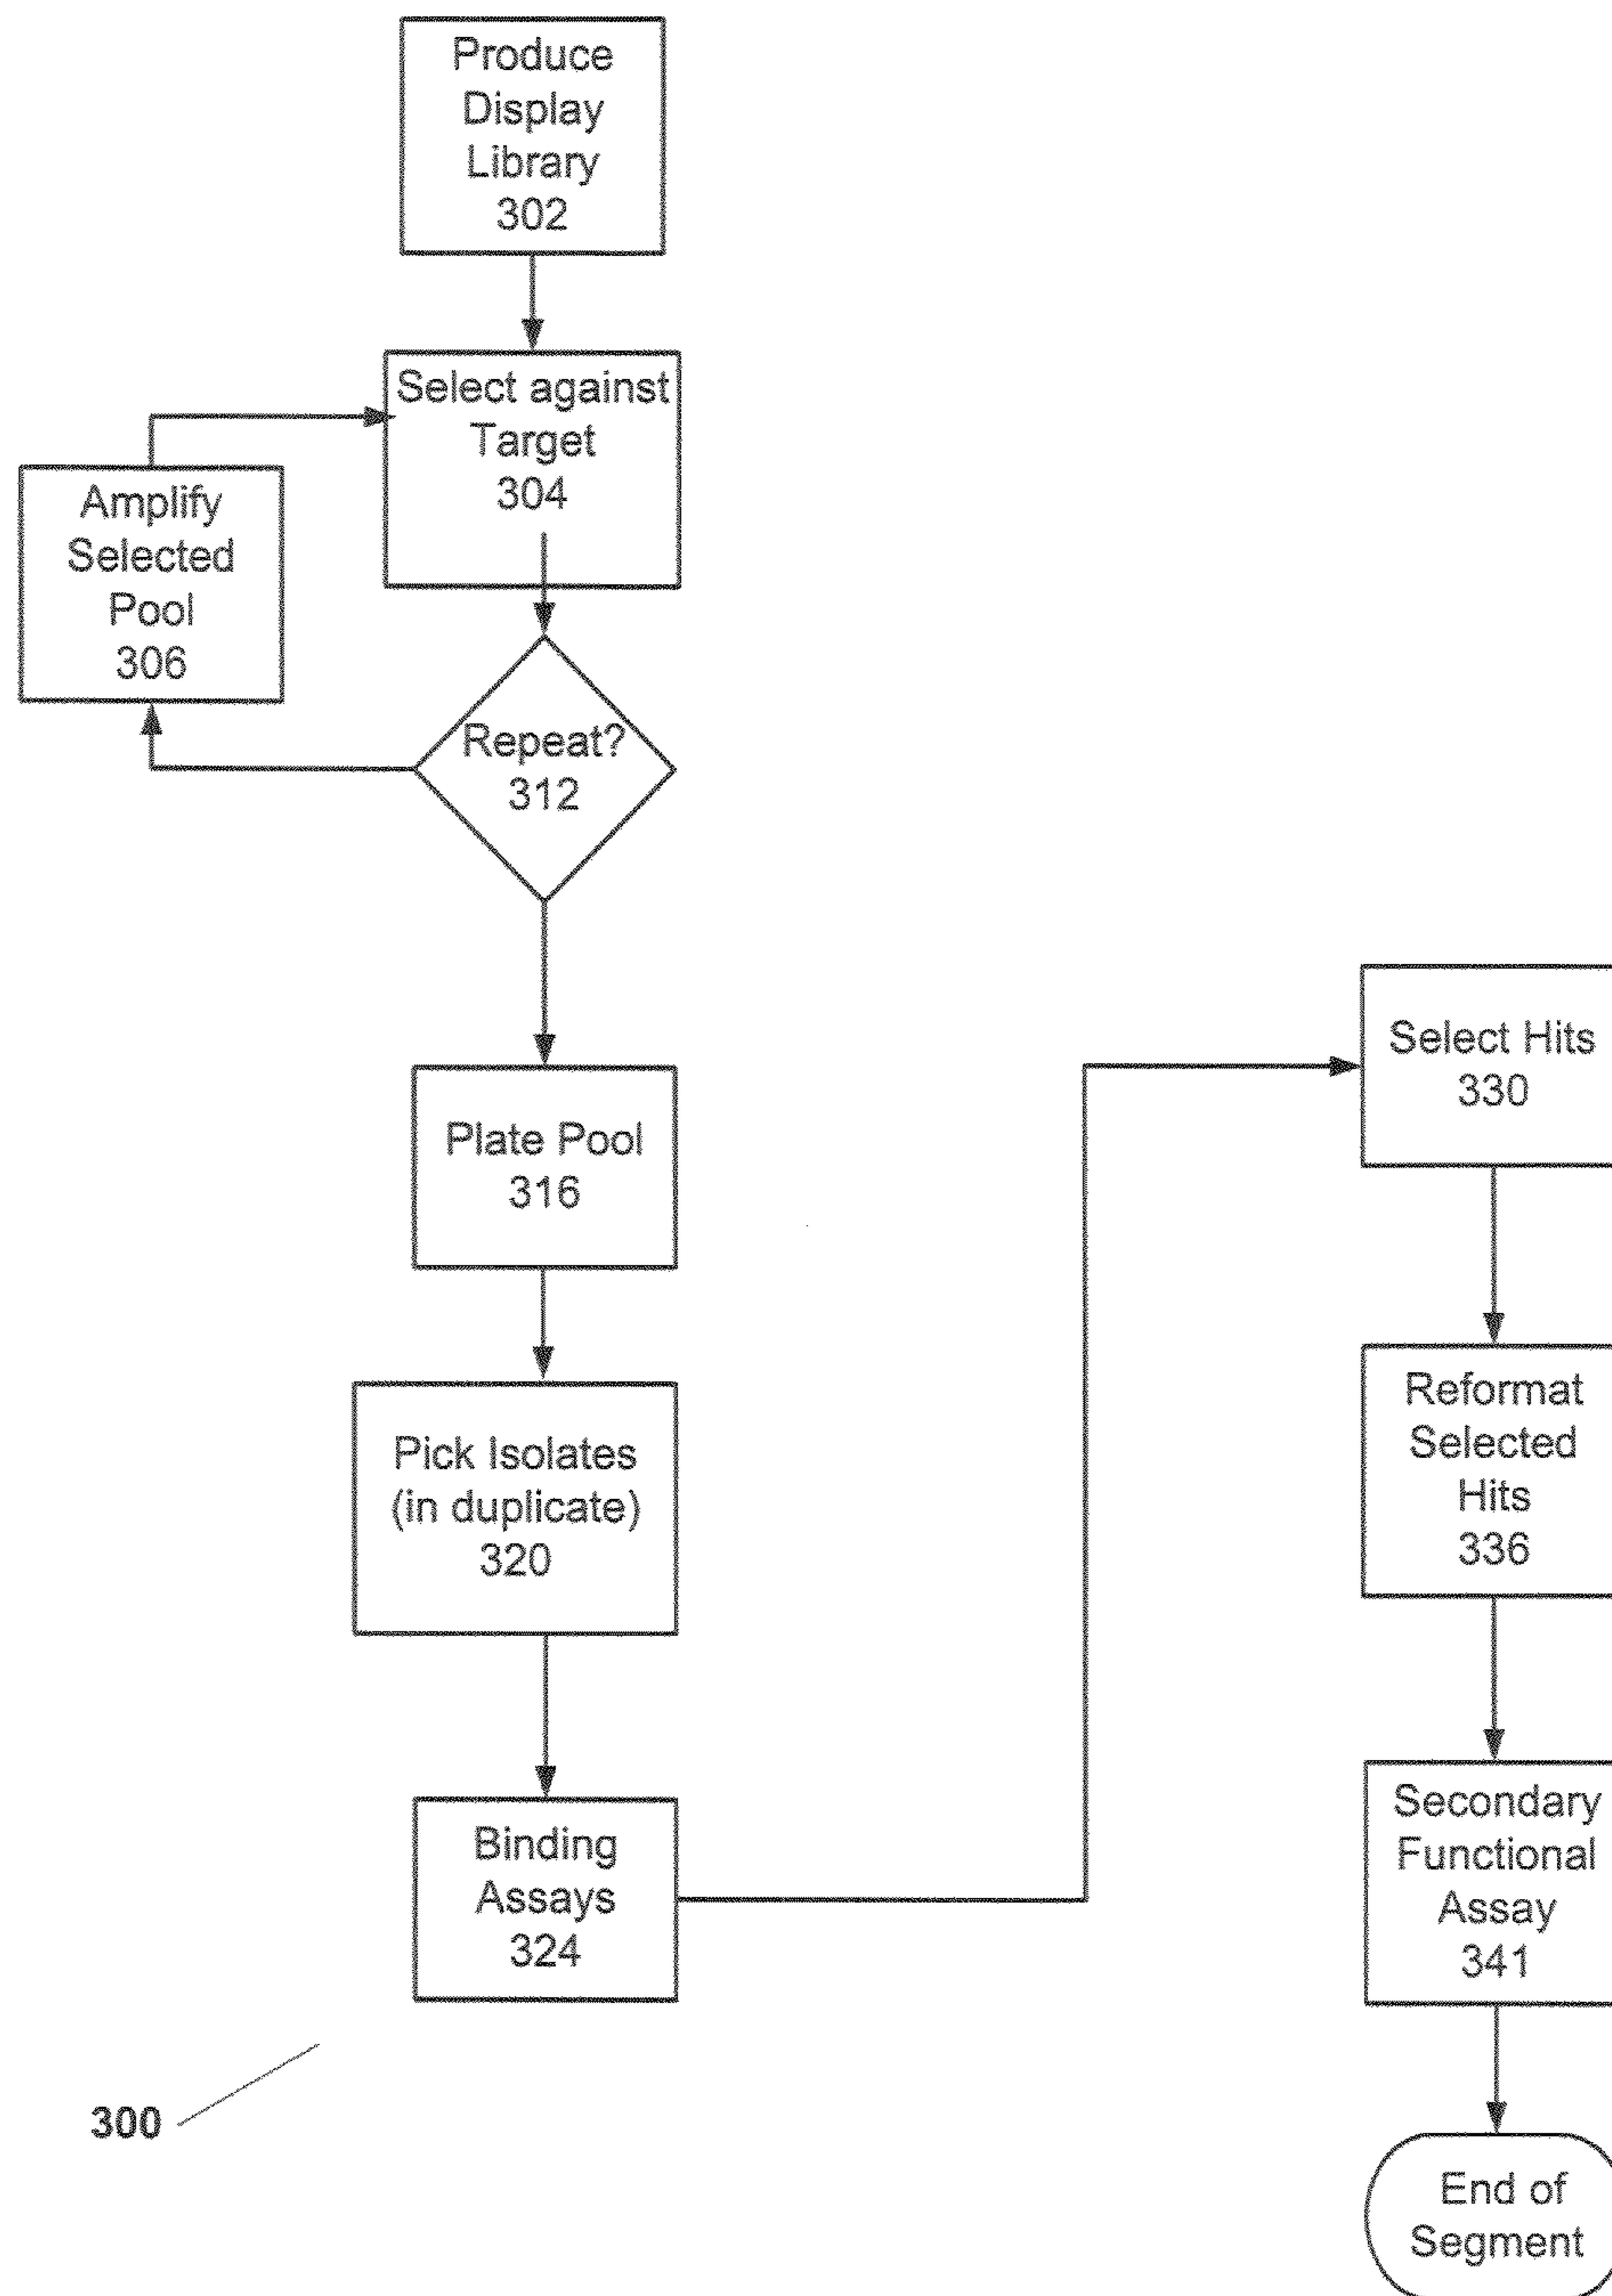 Produce
Display
Library
302
Select against
Target
304
Amplify
Selected
Pool
306
Repeat?
312
Plate Pool
316
Pick Isolates
(in duplicate)
320
Binding
Assays
324
Select Hits
330
Reformat
Selected
Hits
336
Secondary
Functional
Assay
341
End of
Segment
300